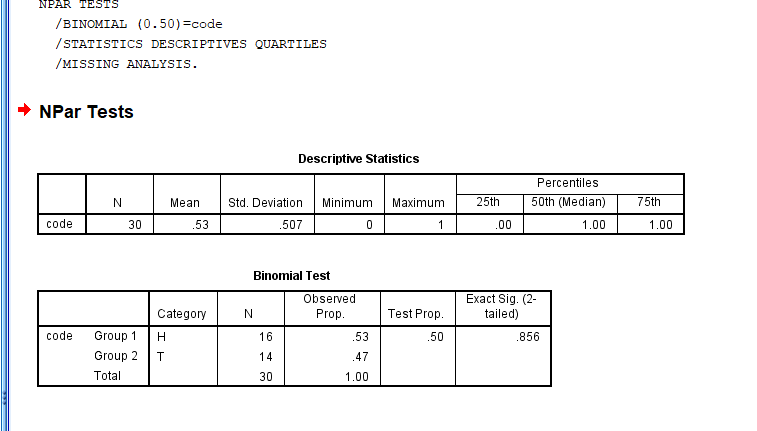 NPAR TESTS
/BINOMIAL (0.50)=code
/STATISTICS DESCRIPTIVES QUARTILES
/MISSING ANALYSIS.
NPar Tests
Descriptive Statistics
Percentiles
N Mean Std. Deviation Minimum Maximum 25th 50th (Median) 75th
code 30 .53 .507 0 1 .00 1.00 1.00
Binomial Test
Category N Observed Prop. Test Prop. Exact Sig. (2-tailed)
code Group 1 H 16 .53 .50 .856
Group 2 T 14 .47
Total 30 1.00